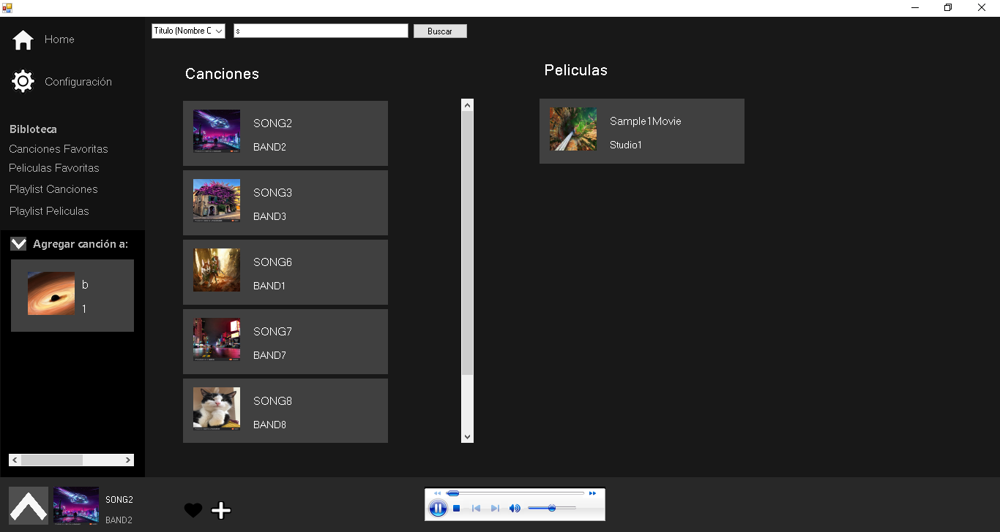 Home
Configuración
Bibloteca
Canciones Favoritas
Peliculas Favoritas
Playlist Canciones
Playlist Peliculas
Agregar canción a:
b
1
Titulo (Nombre C
s
Buscar
Canciones
SONG2
BAND2
SONG3
BAND3
SONG6
BAND1
SONG7
BAND7
SONG8
BAND8
Peliculas
Sample1Movie
Studio1
SONG2
BAND2